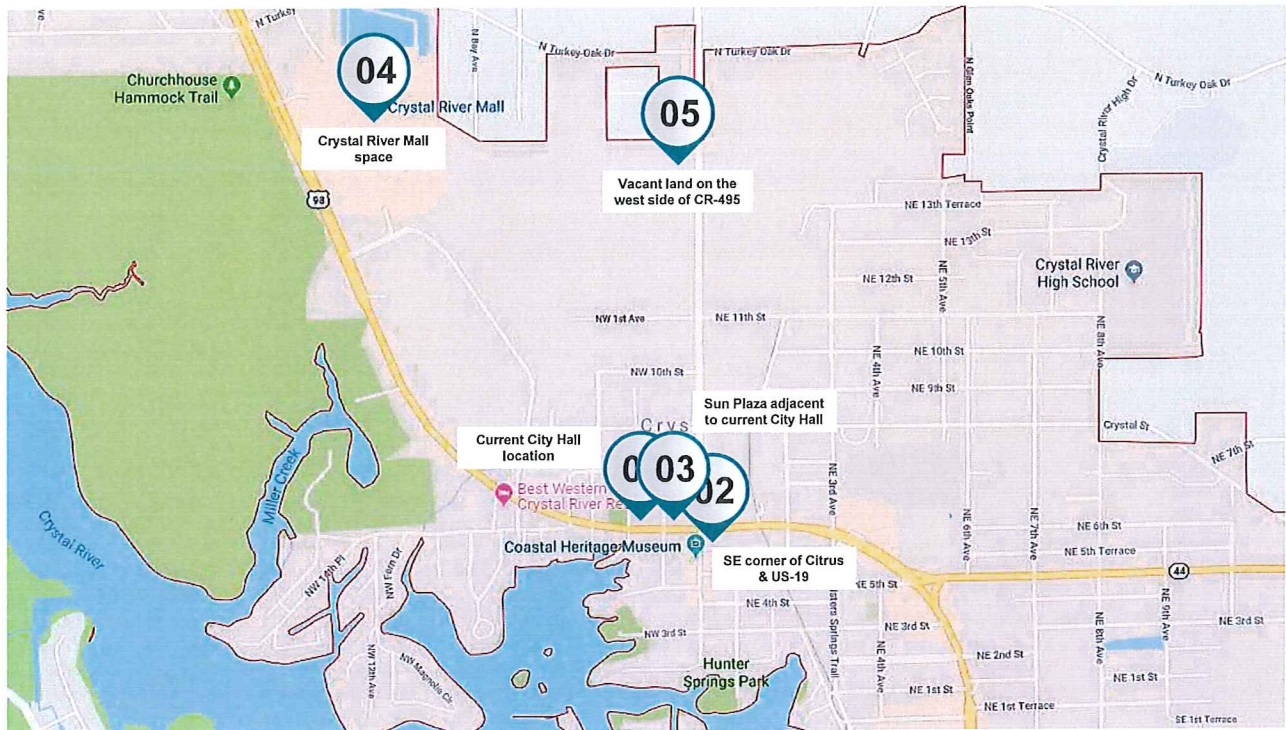 N Turkey
N Bay Ave
N Turkey Oak Dr
N Turkey Oak Dr
N Glen Oaks Point
Crystal River High Dr
N Turkey Oak Dr
Churchhouse
Hammock Trail
04
Crystal River Mall
Crystal River Mall
space
05
Vacant land on the
west side of CR-495
98
NE 13th Terrace
NE 13th St
NE 12th St
NE 5th Ave
Crystal River
High School
NW 1st Ave
NE 11th St
NE 4th Ave
NE 10th St
NE 8th Ave
NW 10th St
NE 9th St
Sun Plaza adjacent
to current City Hall
Crys
Crystal St
NE 7th St
Current City Hall
location
0
03
02
NE 3rd Ave
Best Western
Crystal River Re
Miller Creek
Crystal River
Coastal Heritage Museum
SE corner of Citrus
& US-19
NE 6th Ave
NE 7th Ave
NE 6th St
NE 5th Terrace
44
NE 5th St
NW 14th Pl
NW Fern Dr
NE 4th St
NW 3rd St
NE 3rd St
NE 3rd St
NE 8th Ave
NE 9th Ave
NW 12th Ave
NW Magnolia Cir
Hunter
Springs Park
isters Springs Trail
NE 4th Ave
NE 2nd St
NE 1st St
NE 1st St
NE 1st Terrace
SE 1st Terrace